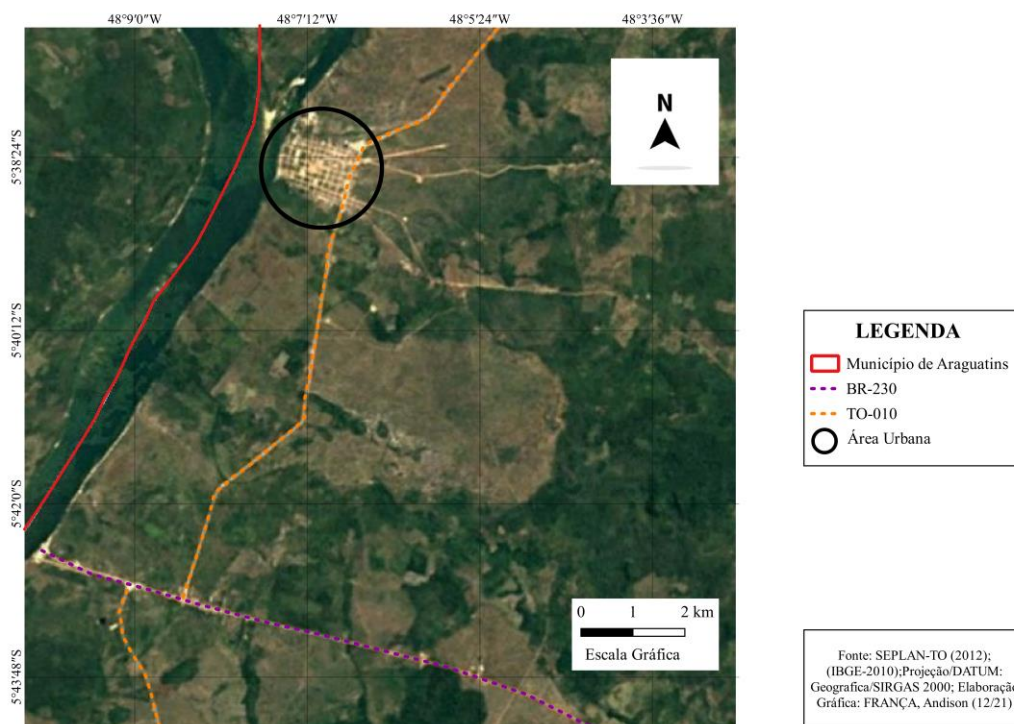 48°9'0"W 48°7'12"W 48°5'24"W 48°3'36"W
N
5°38'24"S
5°40'12"S
5°42'0"S
5°43'48"S
LEGENDA
Município de Araguatins
BR-230
TO-010
Área Urbana
0 1 2 km
Escala Gráfica
Fonte: SEPLAN-TO (2012);
(IBGE-2010);Projeção/DATUM:
Geografica/SIRGAS 2000; Elaboração
Gráfica: FRANÇA, Andison (12/21)